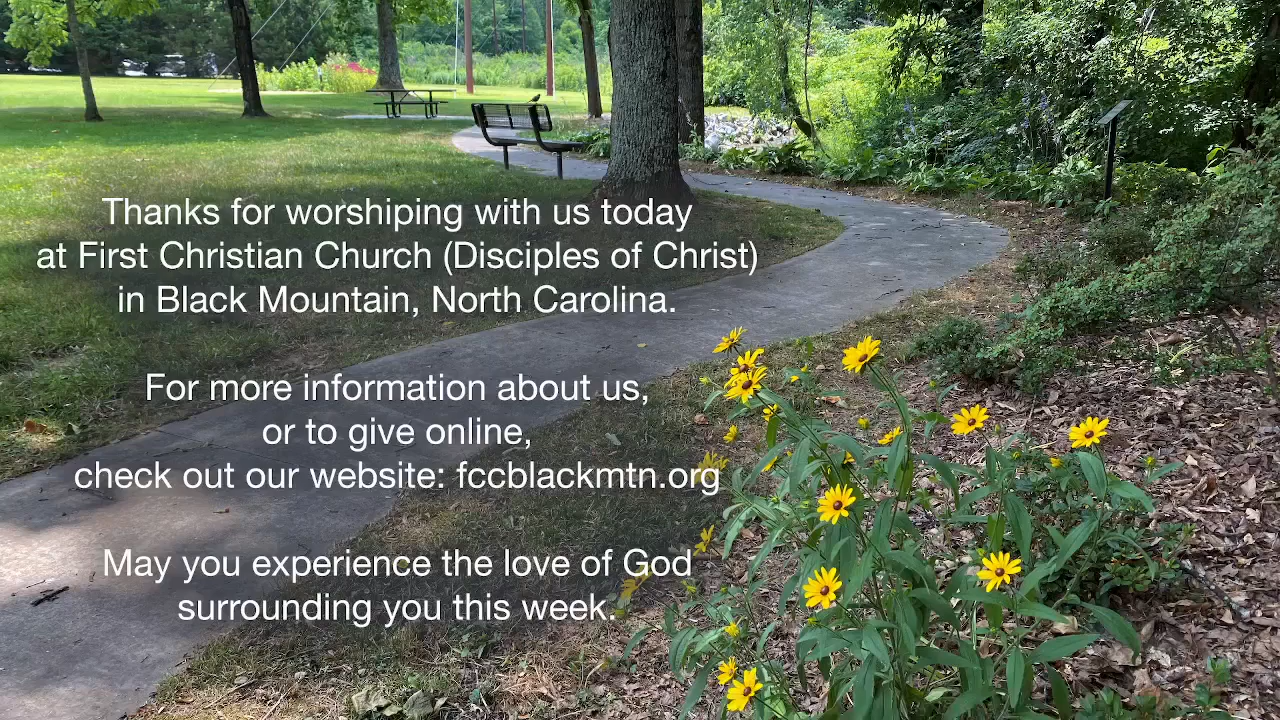 Thanks for worshiping with us today
at First Christian Church (Disciples of Christ)
in Black Mountain, North Carolina.
For more information about us,
or to give online,
check out our website: fccblackmtn.org
May you experience the love of God
surrounding you this week.